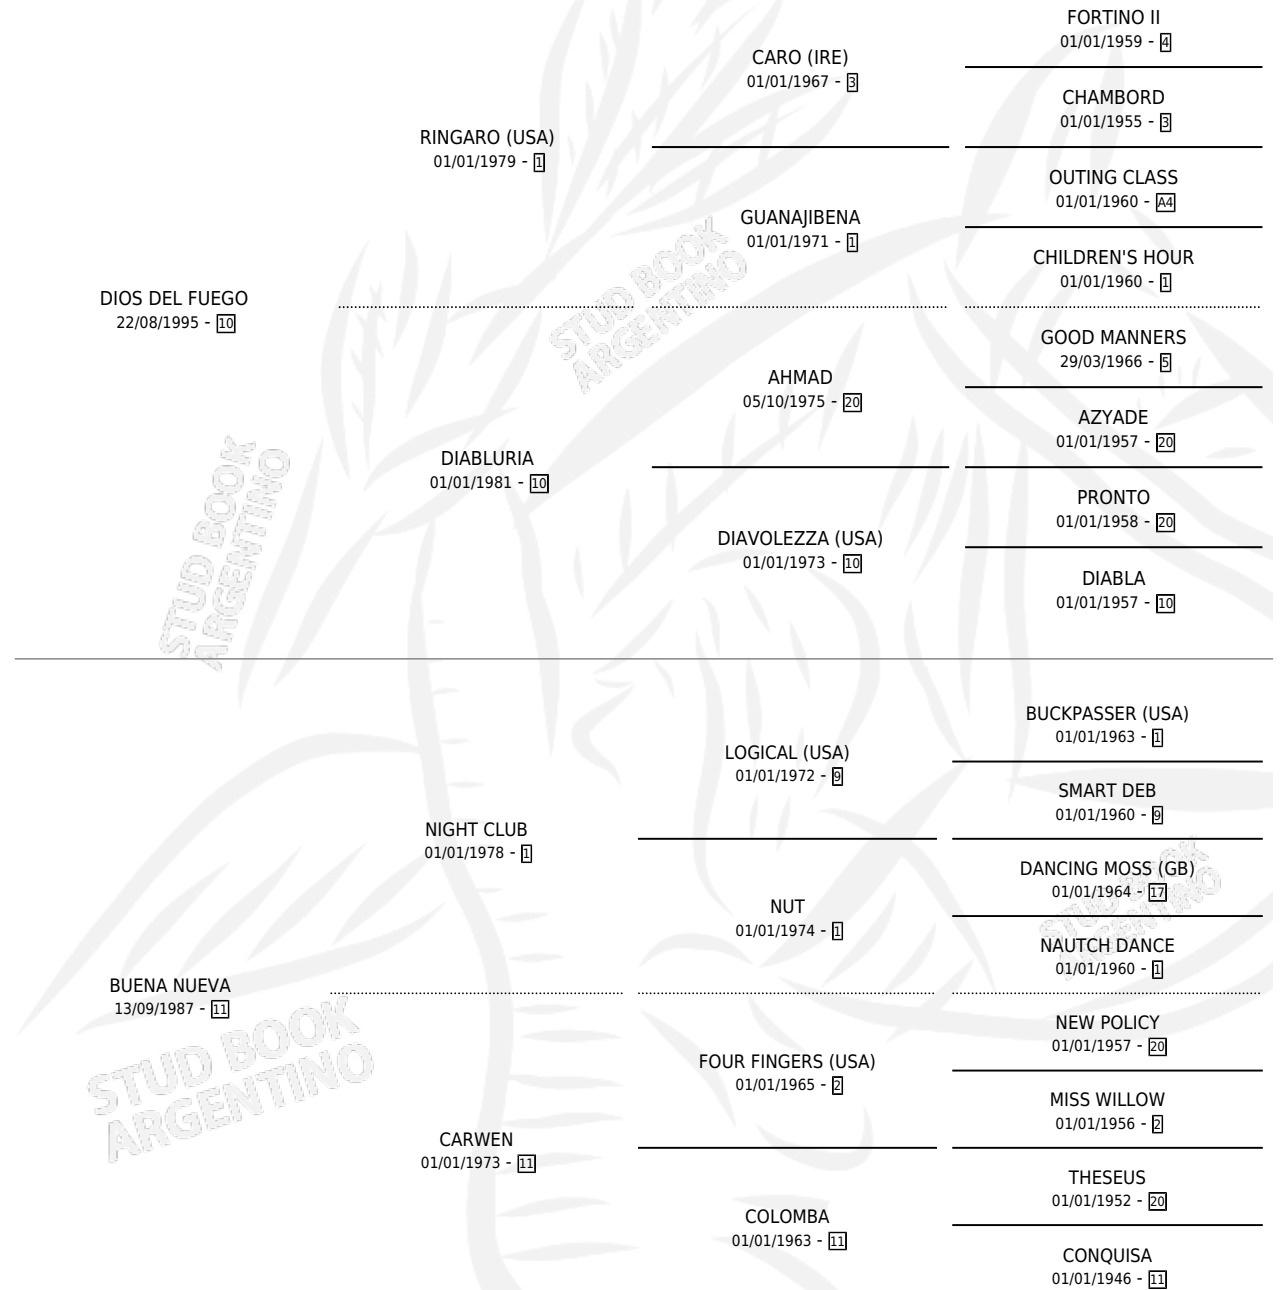 FORTINO II
01/01/1959 - 4
CARO (IRE)
01/01/1967 - 3
CHAMBORD
01/01/1955 - 3
RINGARO (USA)
01/01/1979 - 1
OUTING CLASS
01/01/1960 - A4
GUANAJIBENA
01/01/1971 - 1
CHILDREN'S HOUR
01/01/1960 - 1
DIOS DEL FUEGO
22/08/1995 - 10
GOOD MANNERS
29/03/1966 - 5
AHMAD
05/10/1975 - 20
AZYADE
01/01/1957 - 20
DIABLURIA
01/01/1981 - 10
PRONTO
01/01/1958 - 20
DIAVOLEZZA (USA)
01/01/1973 - 10
DIABLA
01/01/1957 - 10
BUCKPASSER (USA)
01/01/1963 - 1
LOGICAL (USA)
01/01/1972 - 9
SMART DEB
01/01/1960 - 9
NIGHT CLUB
01/01/1978 - 1
DANCING MOSS (GB)
01/01/1964 - 17
NUT
01/01/1974 - 1
NAUTCH DANCE
01/01/1960 - 1
BUENA NUEVA
13/09/1987 - 11
NEW POLICY
01/01/1957 - 20
FOUR FINGERS (USA)
01/01/1965 - 2
MISS WILLOW
01/01/1956 - 2
CARWEN
01/01/1973 - 11
THESEUS
01/01/1952 - 20
COLOMBA
01/01/1963 - 11
CONQUISA
01/01/1946 - 11
STUD BOOK
ARGENTINO
STUD BOOK
ARGENTINO
STUD BOOK
ARGENTINO
STUD BOOK
ARGENTINO